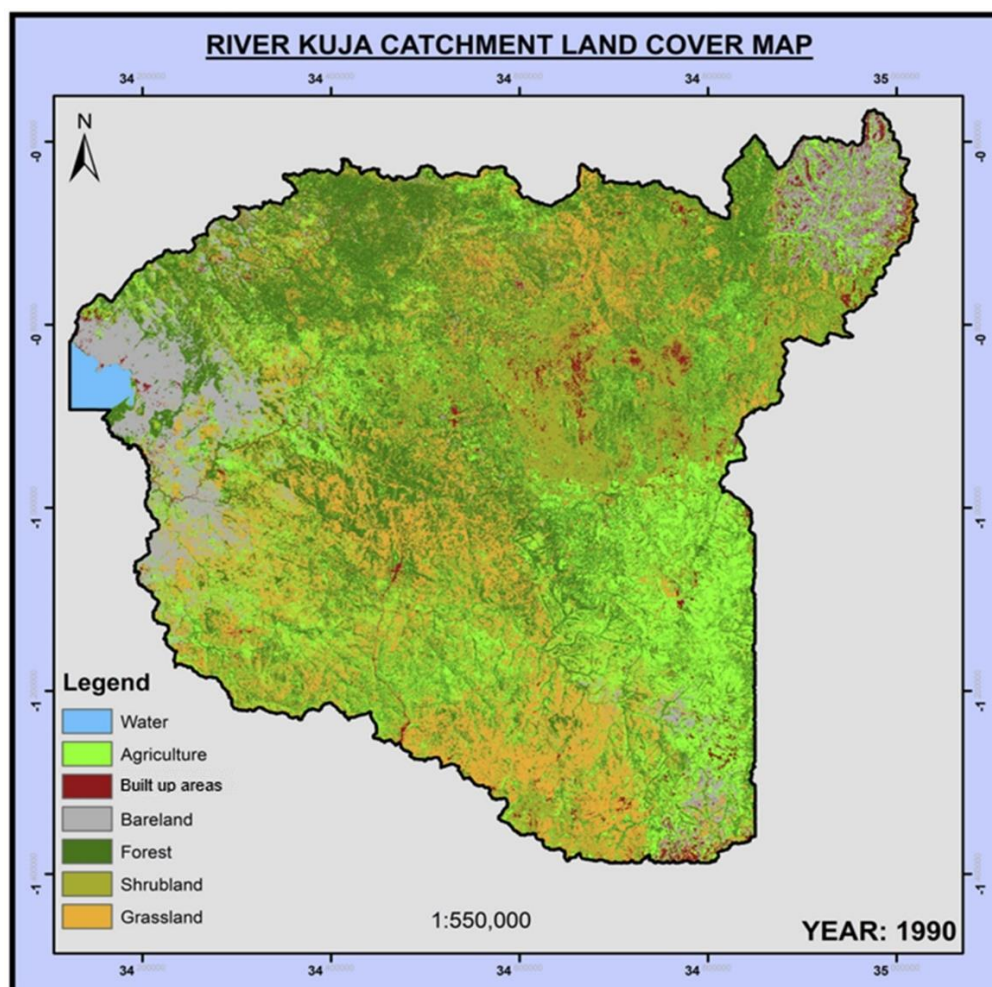 RIVER KUJA CATCHMENT LAND COVER MAP
34 34 34 34 35
N
-0 -0
-0 -0
-1 -1
-1 -1
-1 -1
Legend
Water
Agriculture
Built up areas
Bareland
Forest
Shrubland
Grassland
1:550,000
YEAR: 1990
34 34 34 34 35